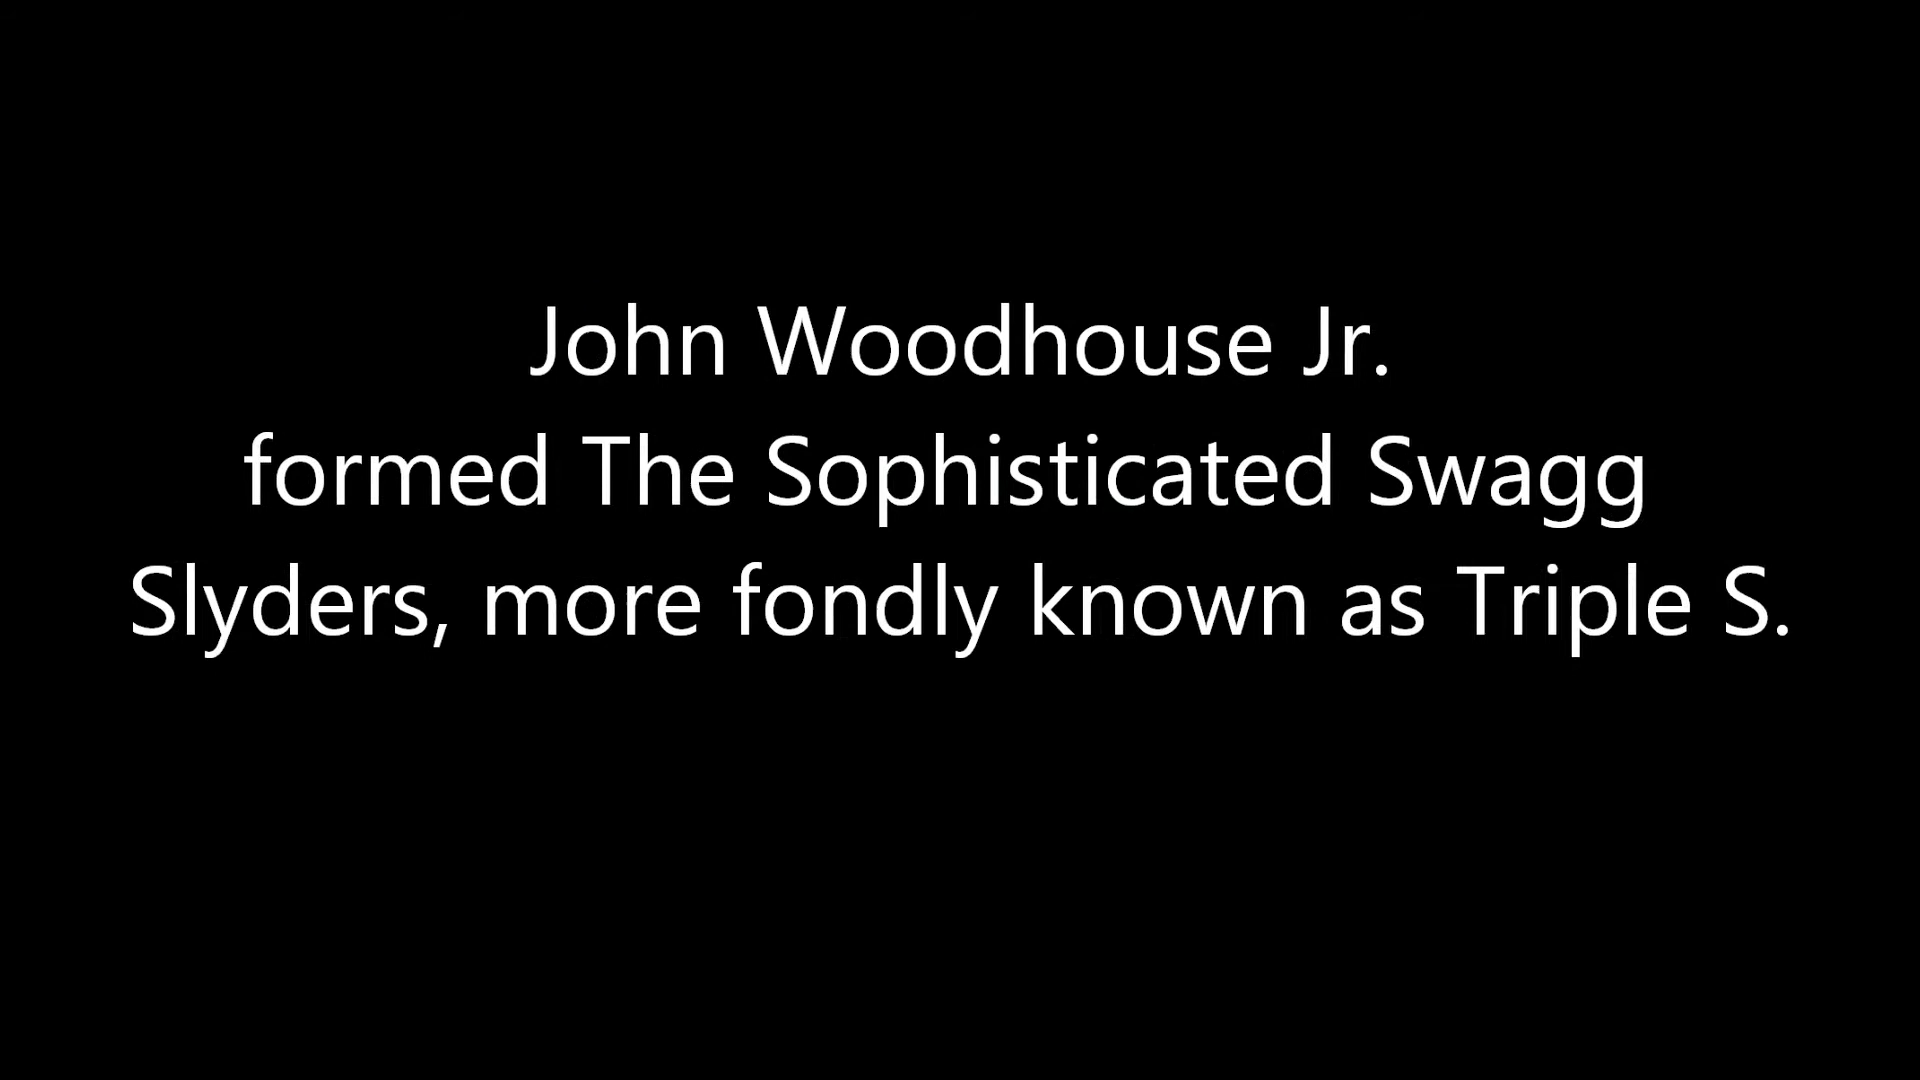 John Woodhouse Jr.
formed The Sophisticated Swagg
Slyders, more fondly known as Triple S.